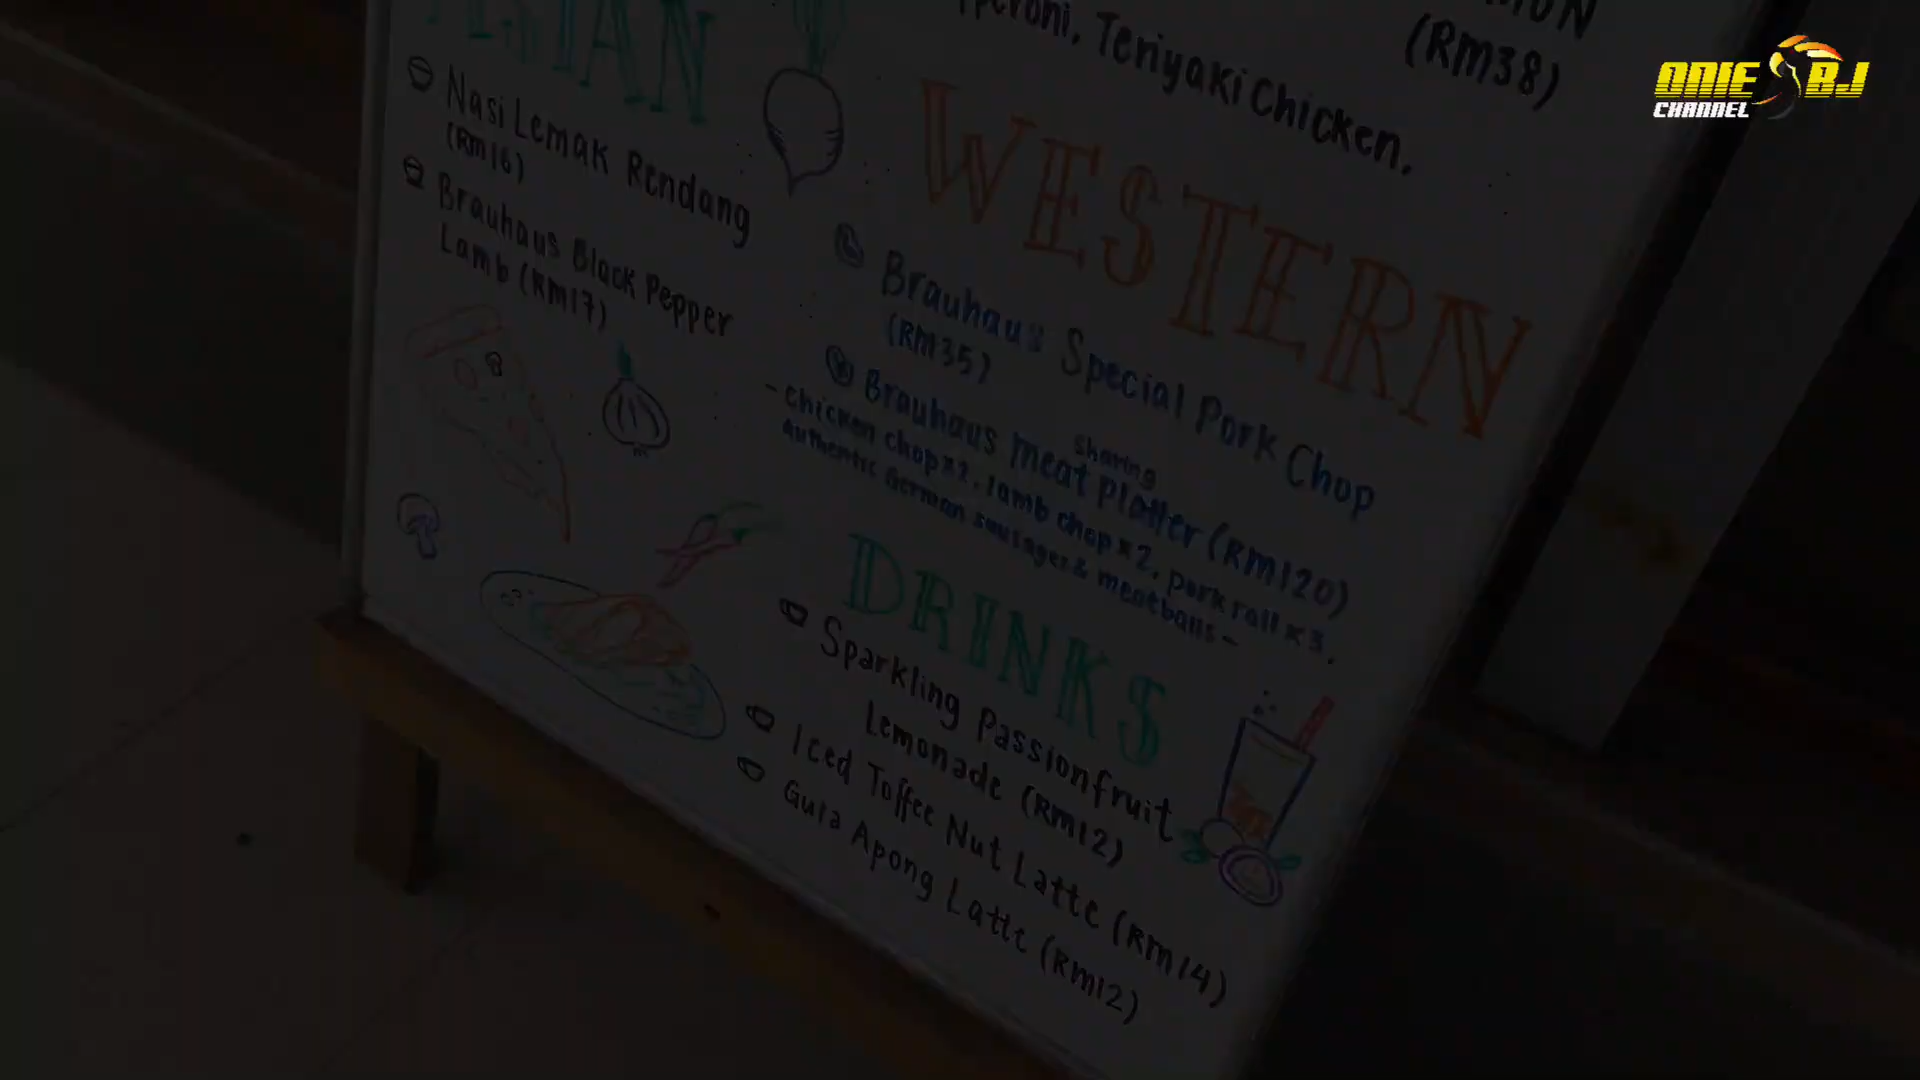 ASIAN
Nasi Lemak Rendang
(RM16)
Brauhaus Black Pepper
Lamb (RM17)
Teriyaki Chicken.
(RM38)
WESTERN
Brauhaus Special Pork Chop
(RM35)
sharing
Brauhaus meat Platter (RM120)
- chicken chop x2, lamb chop x2, pork roll x3,
authentic German sausages & meatballs -
DRINKS
Sparkling Passionfruit
Lemonade (RM12)
Iced Toffee Nut Latte (RM14)
Gula Apong Latte (RM12)
ONIE BJ
CHANNEL